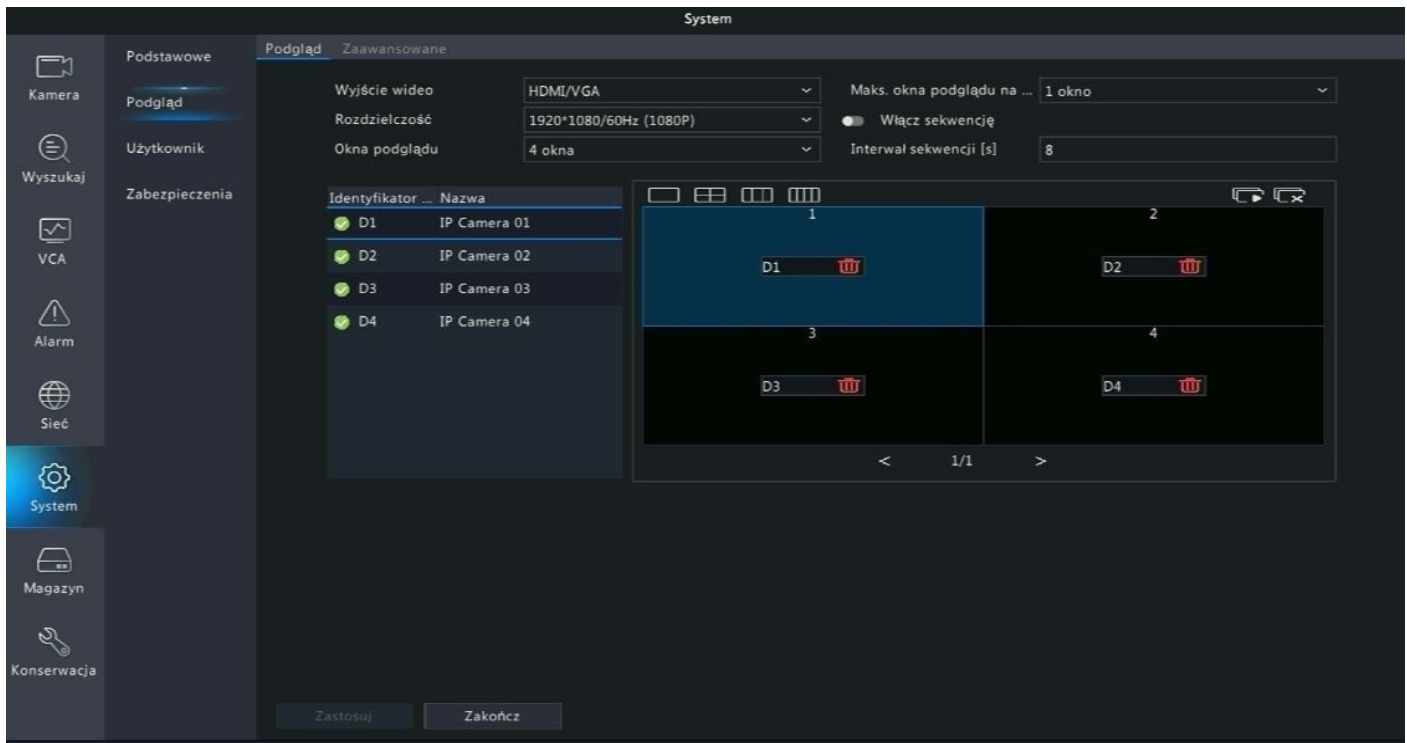 System
Kamera
Wyszukaj
VCA
Alarm
Sieć
System
Magazyn
Konserwacja
Podstawowe
Podgląd
Użytkownik
Zabezpieczenia
Podgląd Zaawansowane
Wyjście wideo HDMI/VGA Maks. okna podglądu na ... 1 okno
Rozdzielczość 1920*1080/60Hz (1080P) Włącz sekwencję
Okna podglądu 4 okna Interwał sekwencji [s] 8
Identyfikator ... Nazwa
D1 IP Camera 01
D2 IP Camera 02
D3 IP Camera 03
D4 IP Camera 04
1 2
D1 D2
3 4
D3 D4
< 1/1 >
Zastosuj Zakończ